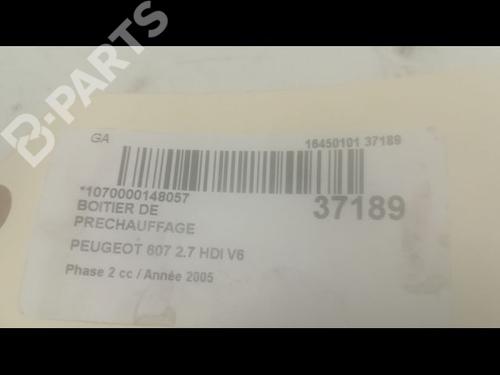 B-PARTS
GA
16450101 37189
*1070000148057
37189
BOITIER DE
PRECHAUFFAGE
PEUGEOT 607 2.7 HDI V6
Phase 2 cc / Année 2005